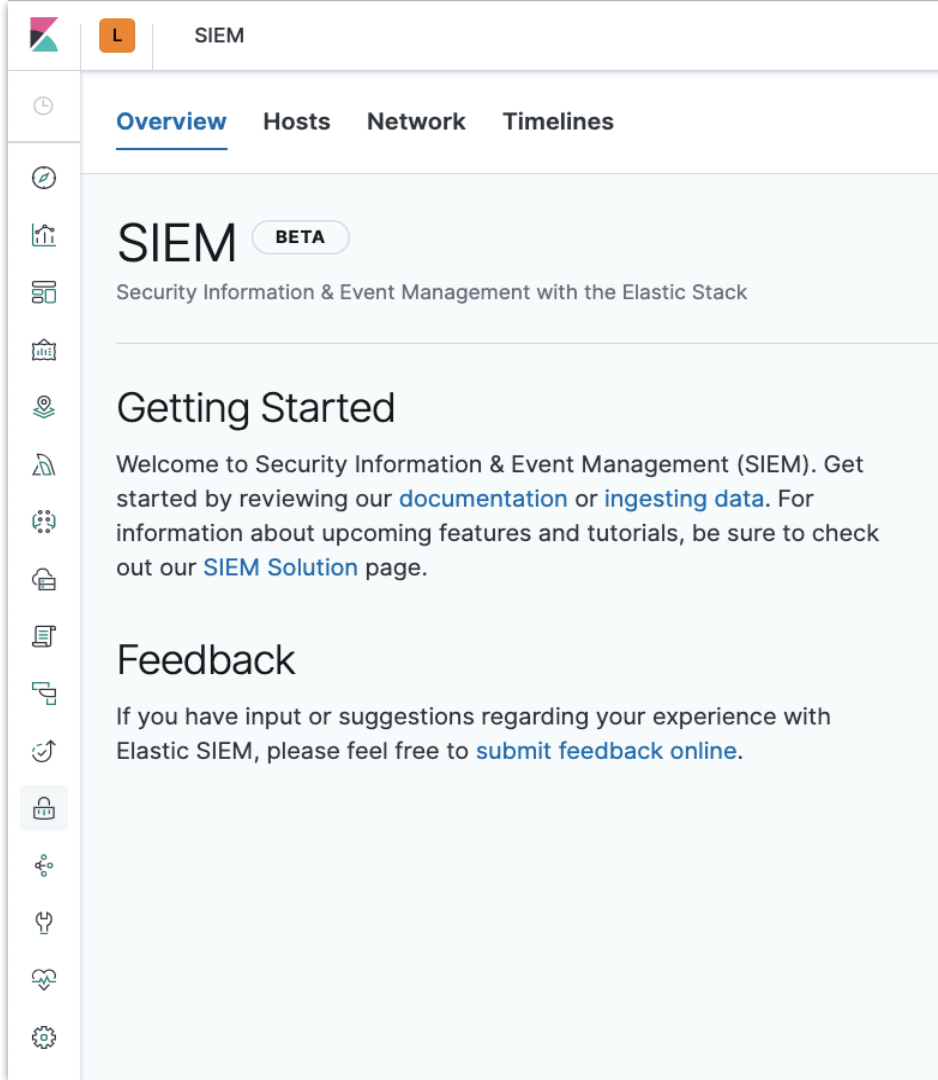 L
SIEM
Overview
Hosts
Network
Timelines
SIEM
BETA
Security Information & Event Management with the Elastic Stack
Getting Started
Welcome to Security Information & Event Management (SIEM). Get
started by reviewing our documentation or ingesting data. For
information about upcoming features and tutorials, be sure to check
out our SIEM Solution page.
Feedback
If you have input or suggestions regarding your experience with
Elastic SIEM, please feel free to submit feedback online.